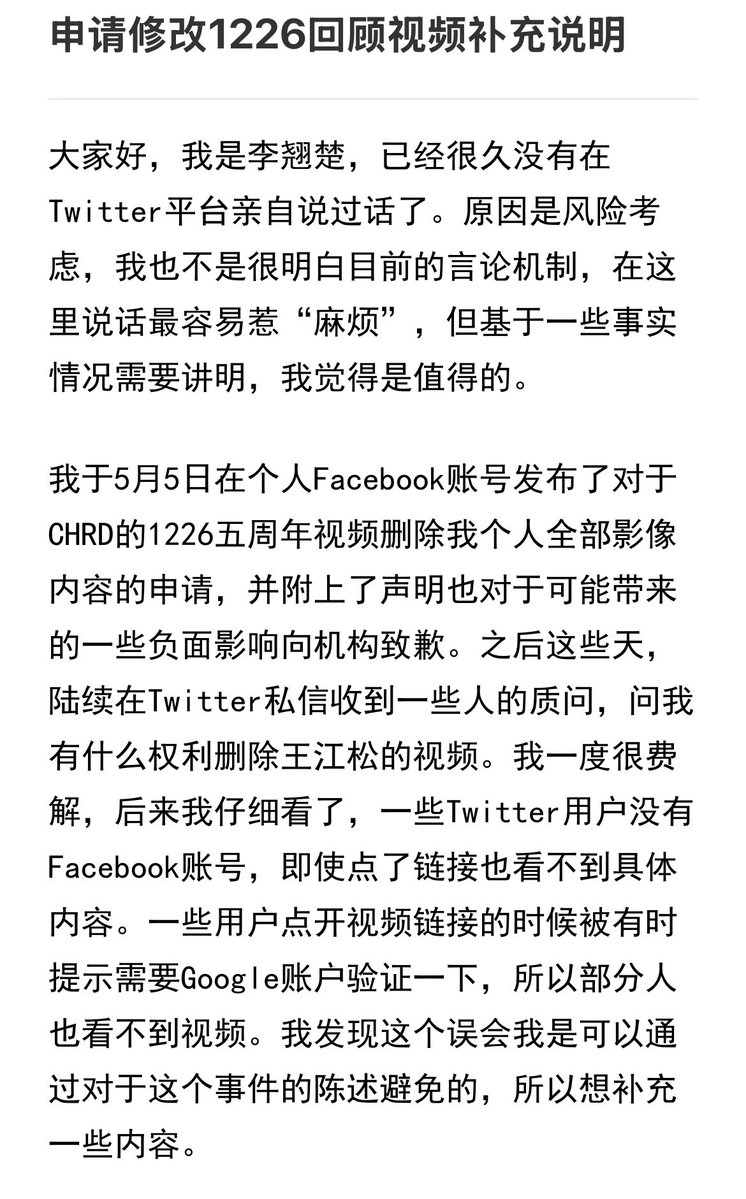 申请修改1226回顾视频补充说明
大家好，我是李翘楚，已经很久没有在
Twitter平台亲自说过话了。原因是风险考
虑，我也不是很明白目前的言论机制，在这
里说话最容易惹“麻烦”，但基于一些事实
情况需要讲明，我觉得是值得的。
我于5月5日在个人Facebook账号发布了对于
CHRD的1226五周年视频删除我个人全部影像
内容的申请，并附上了声明也对于可能带来
的一些负面影响向机构致歉。之后这些天，
陆续在Twitter私信收到一些人的质问，问我
有什么权利删除王江松的视频。我一度很费
解，后来我仔细看了，一些Twitter用户没有
Facebook账号，即使点了链接也看不到具体
内容。一些用户点开视频链接的时候被有时
提示需要Google账户验证一下，所以部分人
也看不到视频。我发现这个误会我是可以通
过对于这个事件的陈述避免的，所以想补充
一些内容。